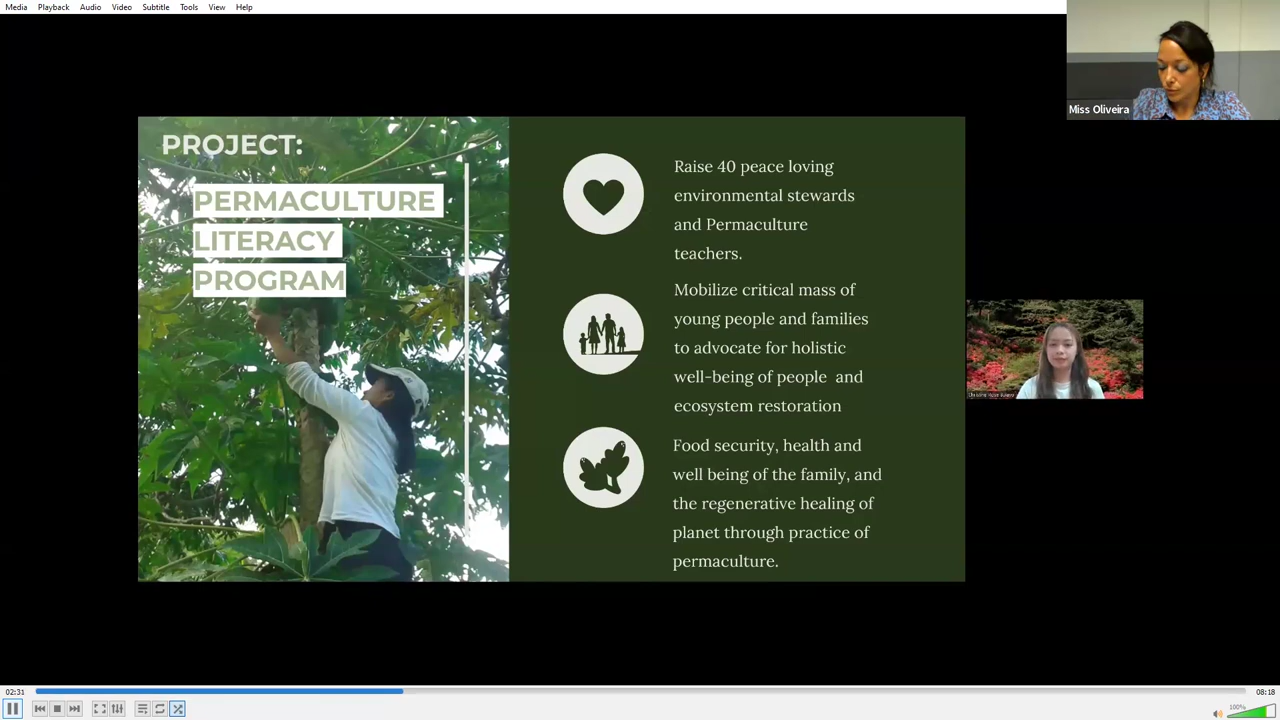 Media Playback Audio Video Subtitle Tools View Help
Miss Oliveira
PROJECT:
PERMACULTURE
LITERACY
PROGRAM
Raise 40 peace loving
environmental stewards
and Permaculture
teachers.
Mobilize critical mass of
young people and families
to advocate for holistic
well-being of people and
ecosystem restoration
Food security, health and
well being of the family, and
the regenerative healing of
planet through practice of
permaculture.
02:31
08:18
100%